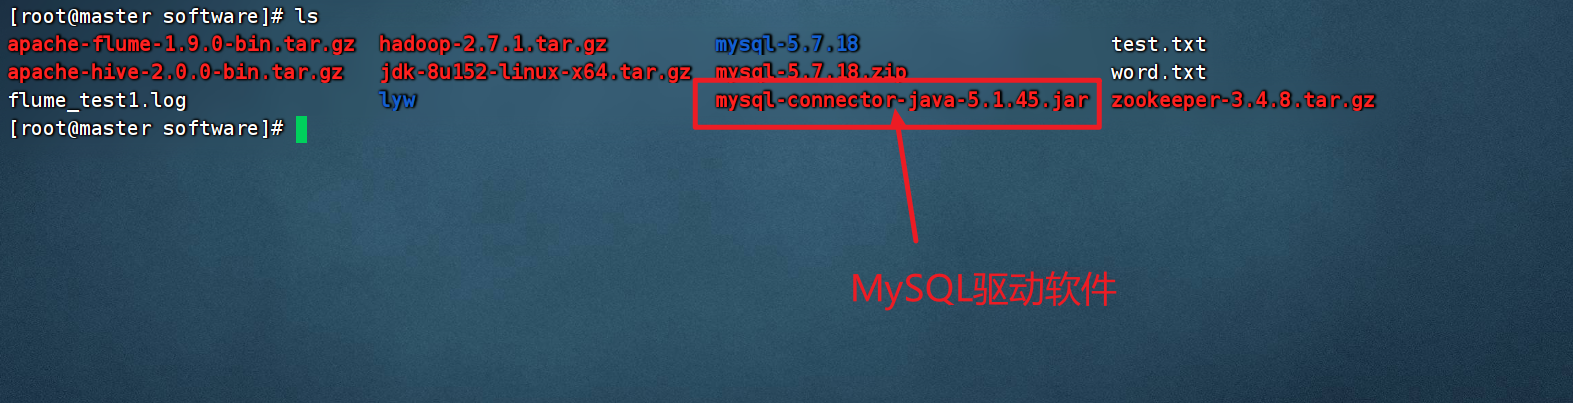 [root@master software]# ls
apache-flume-1.9.0-bin.tar.gz hadoop-2.7.1.tar.gz mysql-5.7.18 test.txt
apache-hive-2.0.0-bin.tar.gz jdk-8u152-linux-x64.tar.gz mysql-5.7.18.zip word.txt
flume_test1.log lyw mysql-connector-java-5.1.45.jar zookeeper-3.4.8.tar.gz
[root@master software]#
MySQL驱动软件